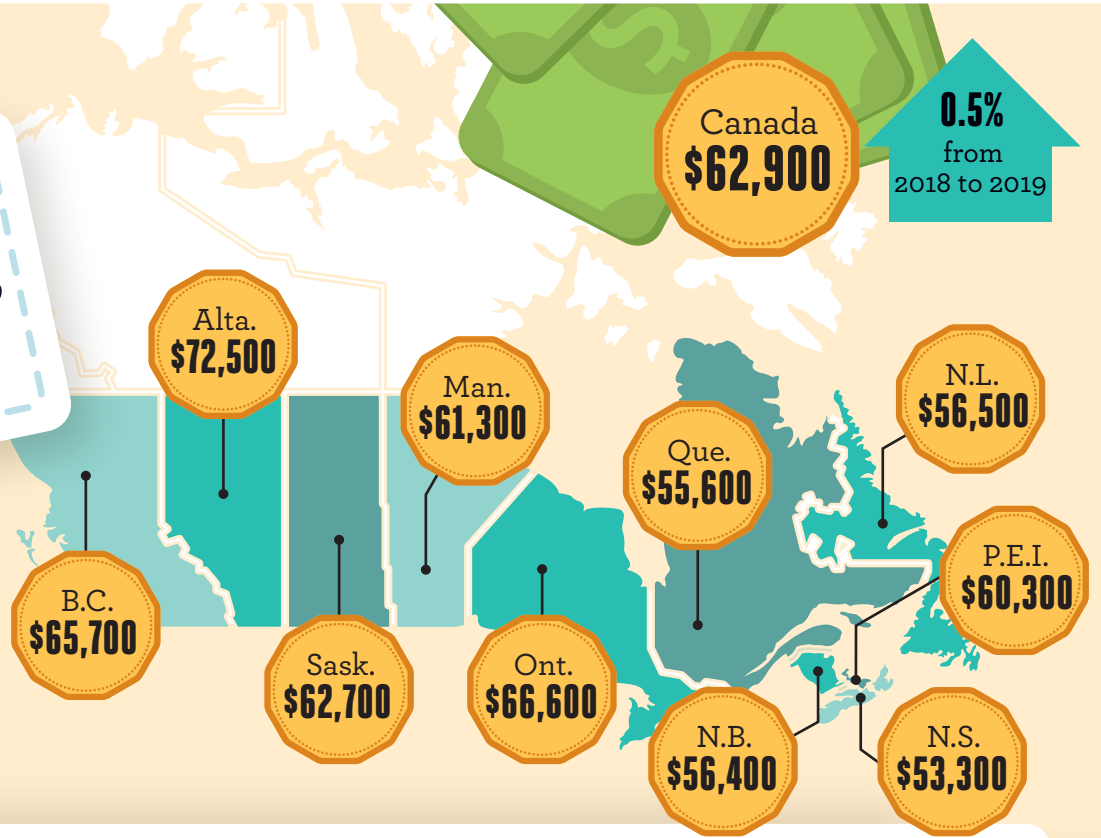 Canada
$62,900
0.5%
from
2018 to 2019
Alta.
$72,500
Man.
$61,300
N.L.
$56,500
Que.
$55,600
P.E.I.
$60,300
B.C.
$65,700
Sask.
$62,700
Ont.
$66,600
N.B.
$56,400
N.S.
$53,300